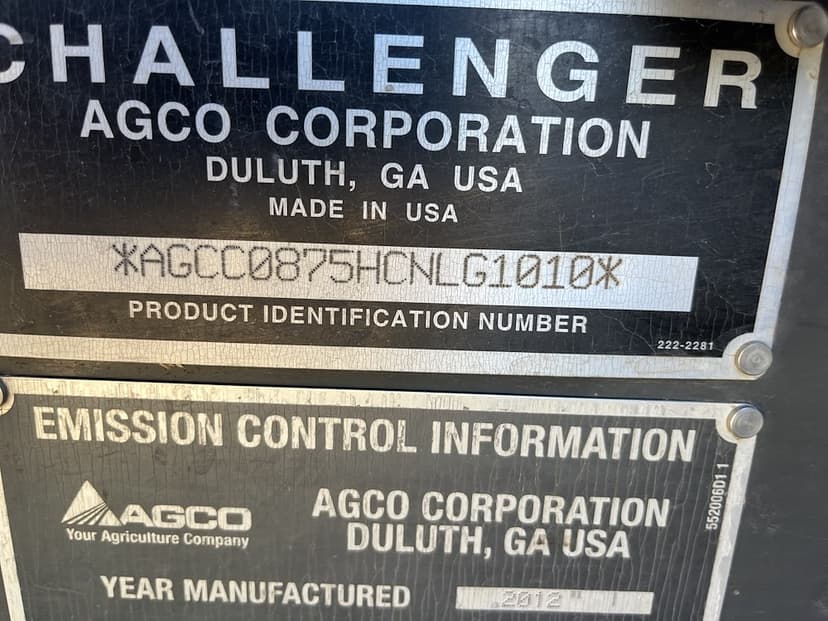 CHALLENGER
AGCO CORPORATION
DULUTH, GA USA
MADE IN USA
*AGCC0875HCNLG1010*
PRODUCT IDENTIFICATION NUMBER
222-2281
EMISSION CONTROL INFORMATION
AGCO
Your Agriculture Company
AGCO CORPORATION
DULUTH, GA USA
552006D11
YEAR MANUFACTURED 2012